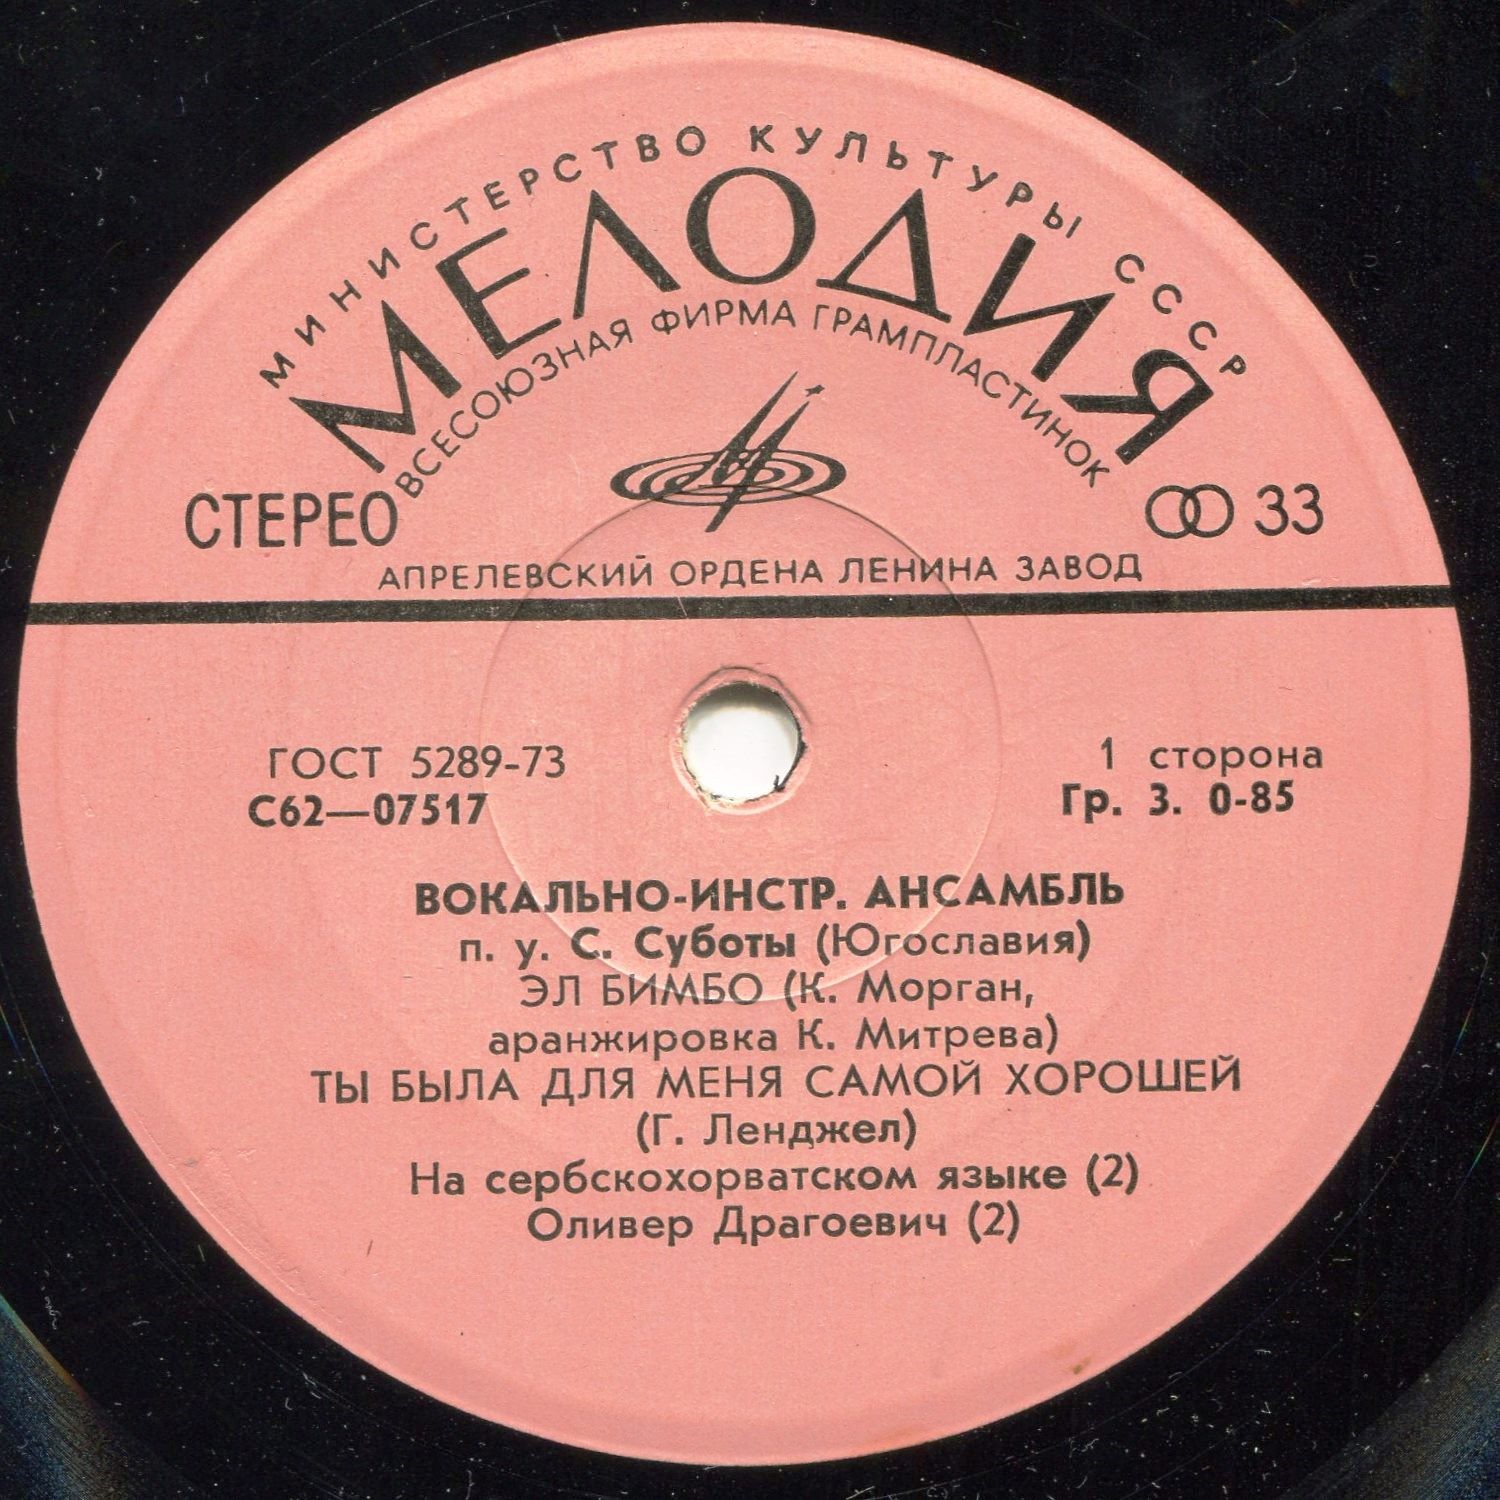 МИНИСТЕРСТВО КУЛЬТУРЫ СССР
МЕЛОДИЯ
ВСЕСОЮЗНАЯ ФИРМА ГРАМПЛАСТИНОК
СТЕРЕО
33
АПРЕЛЕВСКИЙ ОРДЕНА ЛЕНИНА ЗАВОД
ГОСТ 5289-73
С62—07517
1 сторона
Гр. 3. 0-85
ВОКАЛЬНО-ИНСТР. АНСАМБЛЬ
п. у. С. Суботы (Югославия)
ЭЛ БИМБО (К. Морган,
аранжировка К. Митрева)
ТЫ БЫЛА ДЛЯ МЕНЯ САМОЙ ХОРОШЕЙ
(Г. Ленджел)
На сербскохорватском языке (2)
Оливер Драгоевич (2)